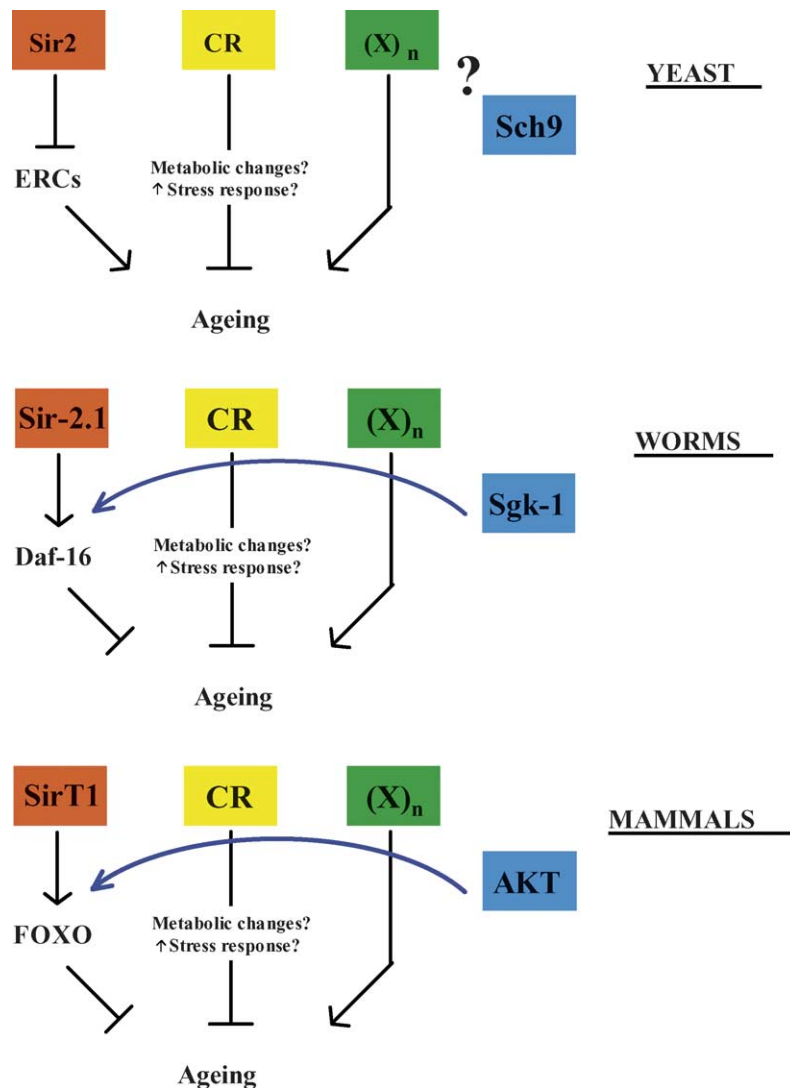 Sir2
CR
(X) n
?
Sch9
YEAST
ERCs
Metabolic changes?
↑ Stress response?
Ageing
Sir-2.1
CR
(X)n
Sgk-1
WORMS
Daf-16
Metabolic changes?
↑ Stress response?
Ageing
SirT1
CR
(X)n
AKT
MAMMALS
FOXO
Metabolic changes?
↑ Stress response?
Ageing